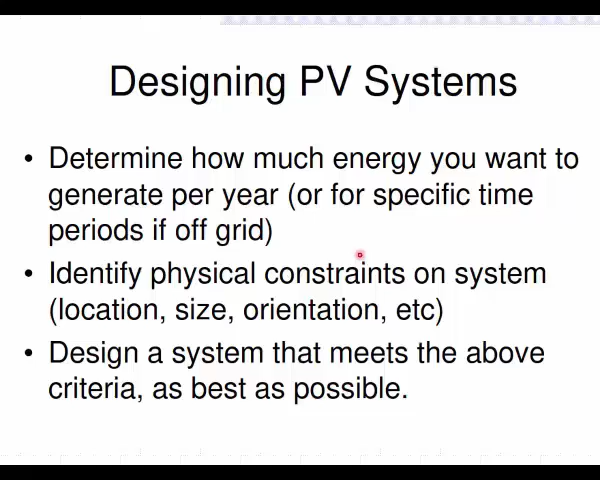 Designing PV Systems
• Determine how much energy you want to
generate per year (or for specific time
periods if off grid)
• Identify physical constraints on system
(location, size, orientation, etc)
• Design a system that meets the above
criteria, as best as possible.